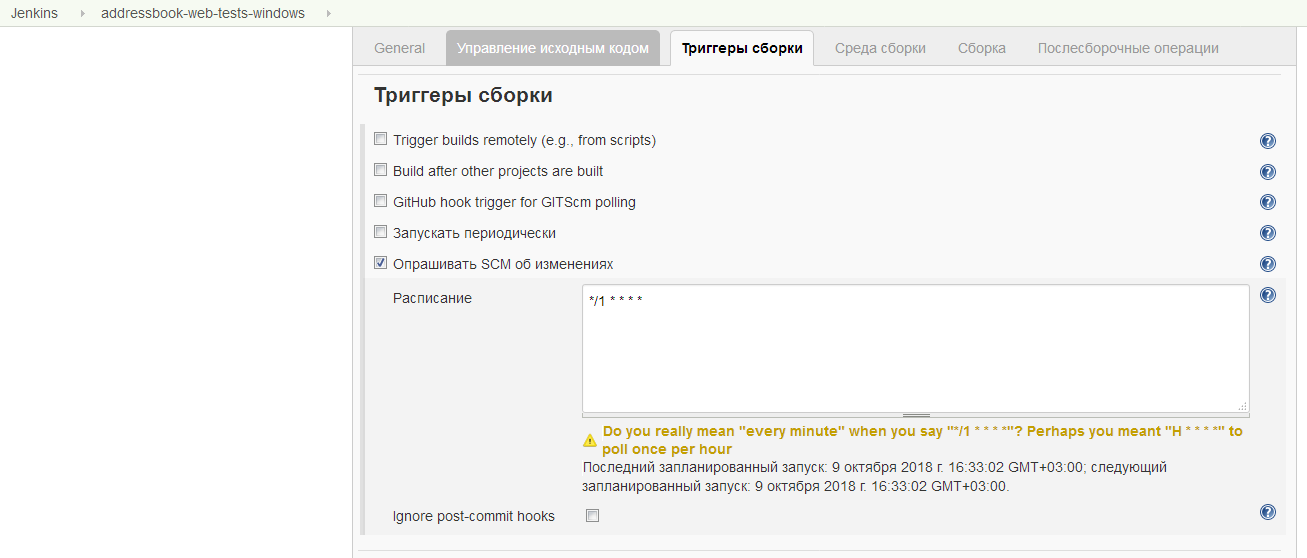 Jenkins addressbook-web-tests-windows
General Управление исходным кодом Триггеры сборки Среда сборки Сборка Послесборочные операции
Триггеры сборки
Trigger builds remotely (e.g., from scripts)
Build after other projects are built
GitHub hook trigger for GITScm polling
Запускать периодически
Опрашивать SCM об изменениях
Расписание */1 * * * *
Do you really mean "every minute" when you say "*/1 * * * *"? Perhaps you meant "H * * * *" to
poll once per hour
Последний запланированный запуск: 9 октября 2018 г. 16:33:02 GMT+03:00; следующий
запланированный запуск: 9 октября 2018 г. 16:33:02 GMT+03:00.
Ignore post-commit hooks